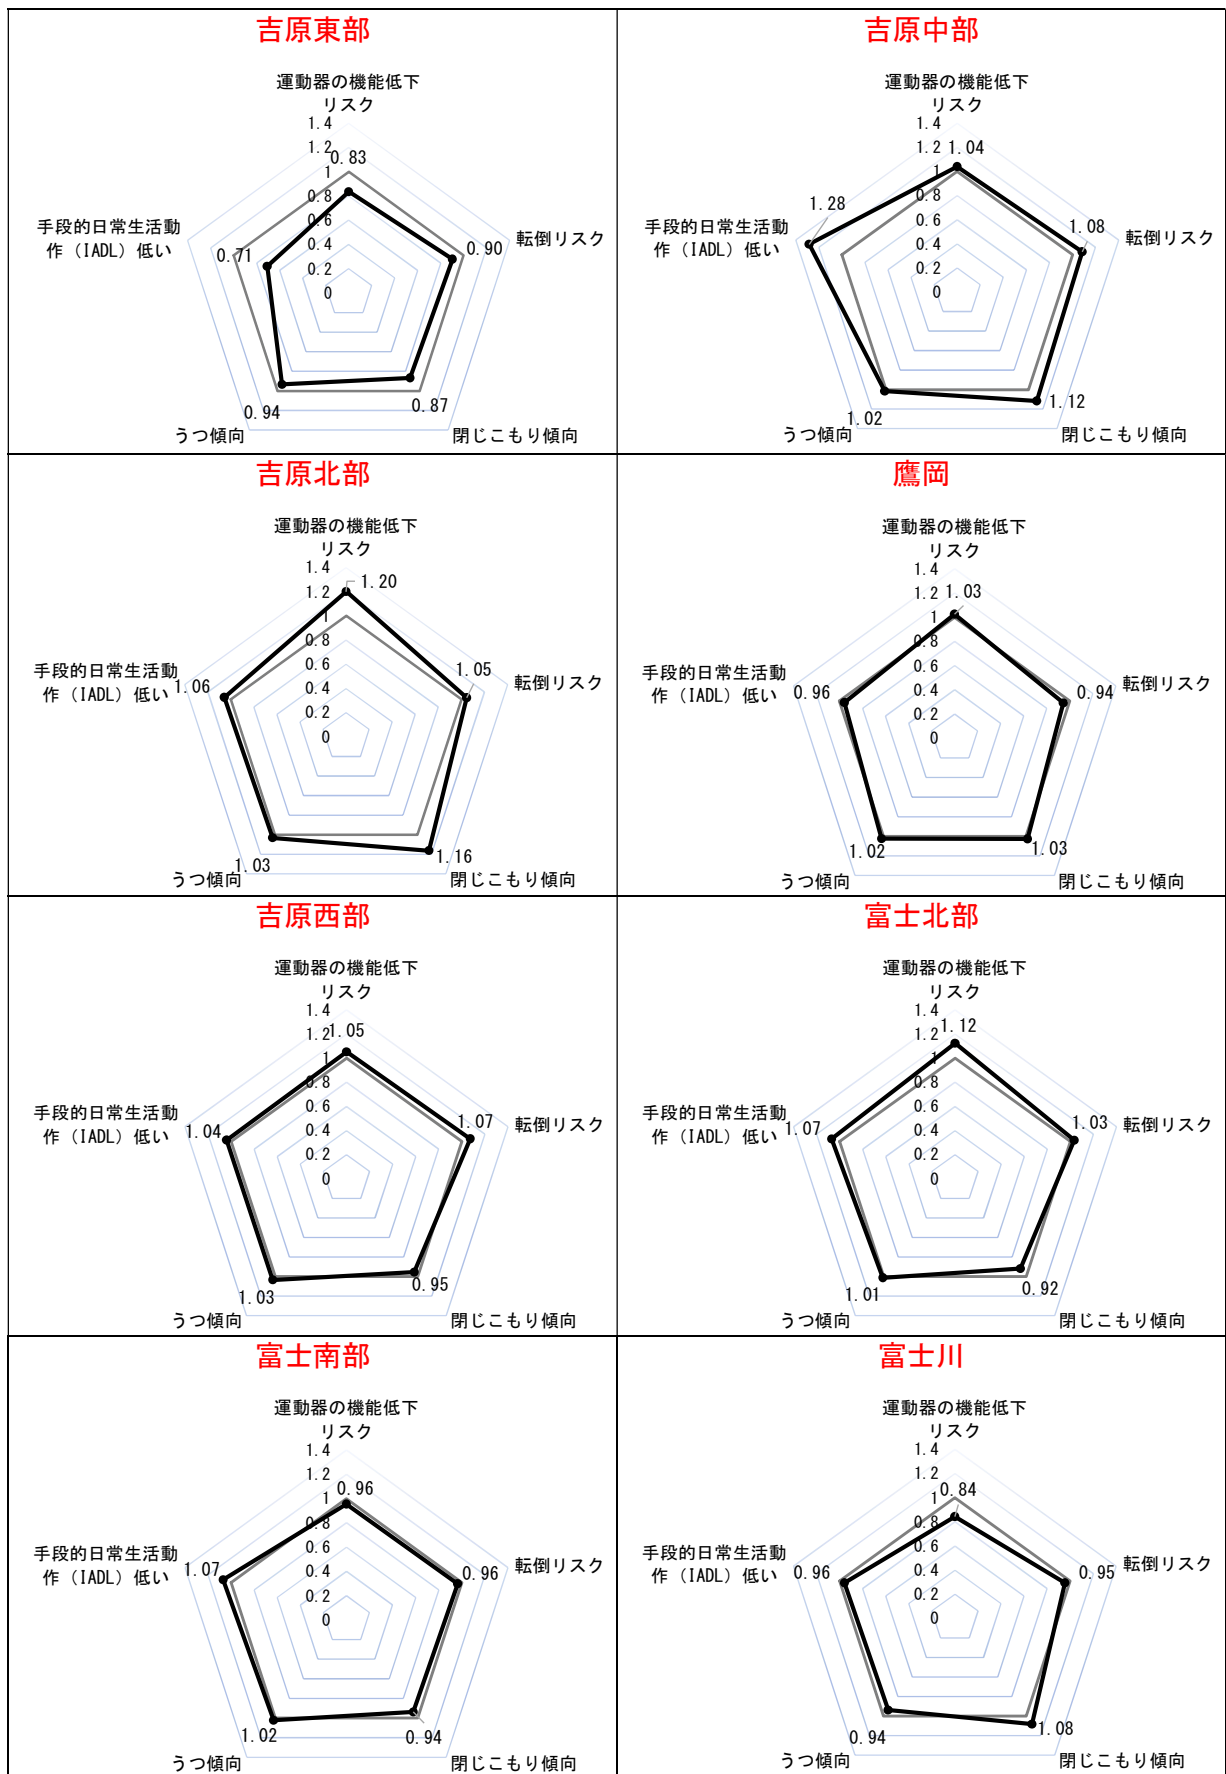 吉原東部
運動器の機能低下
リスク
1.4
1.2
0.83
1
0.8
0.6
0.4
0.2
0
手段的日常生活動
作（IADL）低い
0.71
0.90
転倒リスク
0.94
0.87
うつ傾向
閉じこもり傾向
吉原中部
運動器の機能低下
リスク
1.4
1.2
1.04
1
0.8
0.6
0.4
0.2
0
1.28
手段的日常生活動
作（IADL）低い
1.08
転倒リスク
1.02
1.12
うつ傾向
閉じこもり傾向
吉原北部
運動器の機能低下
リスク
1.4
1.20
1.2
1
0.8
0.6
0.4
0.2
0
手段的日常生活動
作（IADL）低い
1.06
1.05
転倒リスク
1.03
1.16
うつ傾向
閉じこもり傾向
鷹岡
運動器の機能低下
リスク
1.4
1.2
1.03
1
0.8
0.6
0.4
0.2
0
手段的日常生活動
作（IADL）低い
0.96
0.94
転倒リスク
1.02
1.03
うつ傾向
閉じこもり傾向
吉原西部
運動器の機能低下
リスク
1.4
1.2
1.05
1
0.8
0.6
0.4
0.2
0
手段的日常生活動
作（IADL）低い
1.04
1.07
転倒リスク
1.03
0.95
うつ傾向
閉じこもり傾向
富士北部
運動器の機能低下
リスク
1.4
1.2
1.12
1
0.8
0.6
0.4
0.2
0
手段的日常生活動
作（IADL）低い
1.07
1.03
転倒リスク
1.01
0.92
うつ傾向
閉じこもり傾向
富士南部
運動器の機能低下
リスク
1.4
1.2
0.96
1
0.8
0.6
0.4
0.2
0
手段的日常生活動
作（IADL）低い
1.07
0.96
転倒リスク
1.02
0.94
うつ傾向
閉じこもり傾向
富士川
運動器の機能低下
リスク
1.4
1.2
0.84
1
0.8
0.6
0.4
0.2
0
手段的日常生活動
作（IADL）低い
0.96
0.95
転倒リスク
0.94
1.08
うつ傾向
閉じこもり傾向